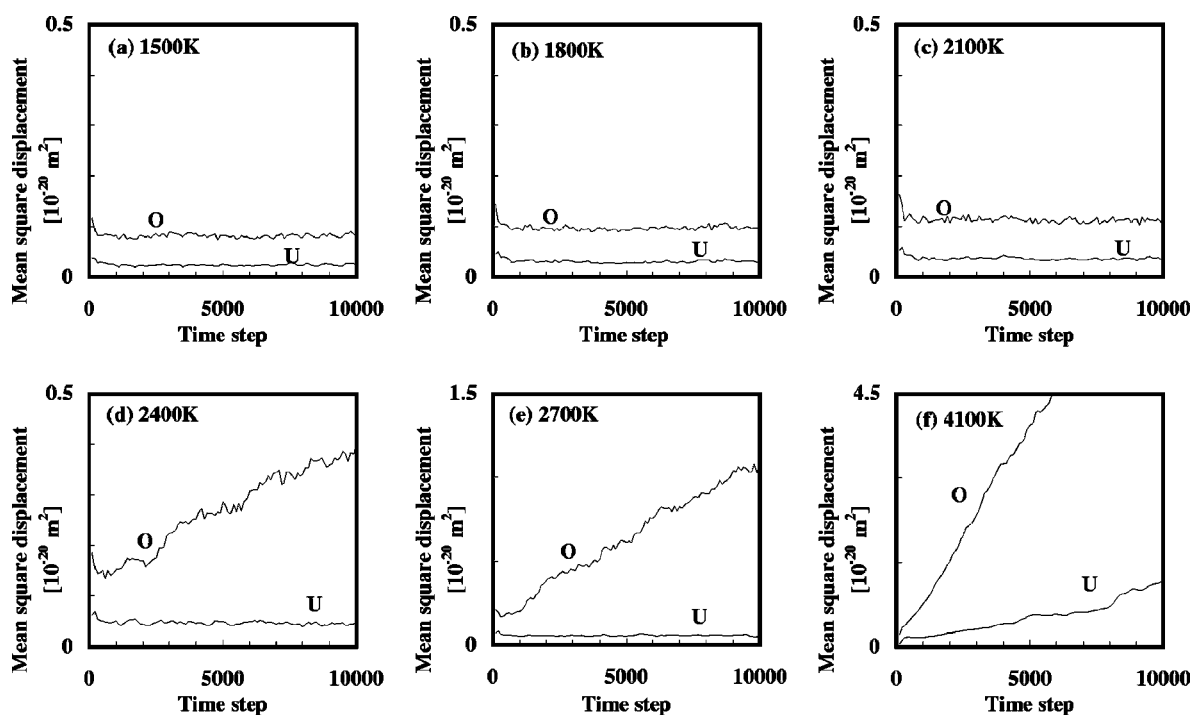 Mean square displacement
[10⁻²⁰ m²]
0.5
0
(a) 1500K
O
U
0 5000 10000
Time step
Mean square displacement
[10⁻²⁰ m²]
0.5
0
(b) 1800K
O
U
0 5000 10000
Time step
Mean square displacement
[10⁻²⁰ m²]
0.5
0
(c) 2100K
O
U
0 5000 10000
Time step
Mean square displacement
[10⁻²⁰ m²]
0.5
0
(d) 2400K
O
U
0 5000 10000
Time step
Mean square displacement
[10⁻²⁰ m²]
1.5
0
(e) 2700K
O
U
0 5000 10000
Time step
Mean square displacement
[10⁻²⁰ m²]
4.5
0
(f) 4100K
O
U
0 5000 10000
Time step